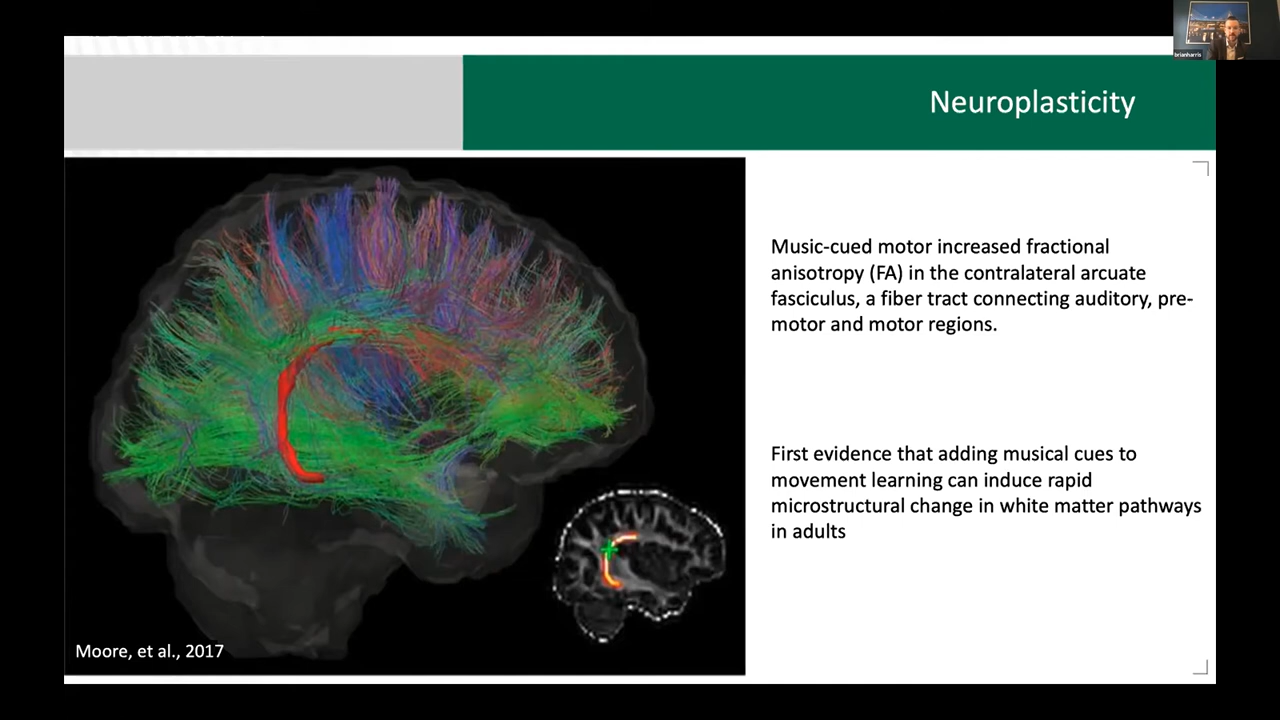 brianharris
Neuroplasticity
Music-cued motor increased fractional
anisotropy (FA) in the contralateral arcuate
fasciculus, a fiber tract connecting auditory, pre-
motor and motor regions.
First evidence that adding musical cues to
movement learning can induce rapid
microstructural change in white matter pathways
in adults
Moore, et al., 2017